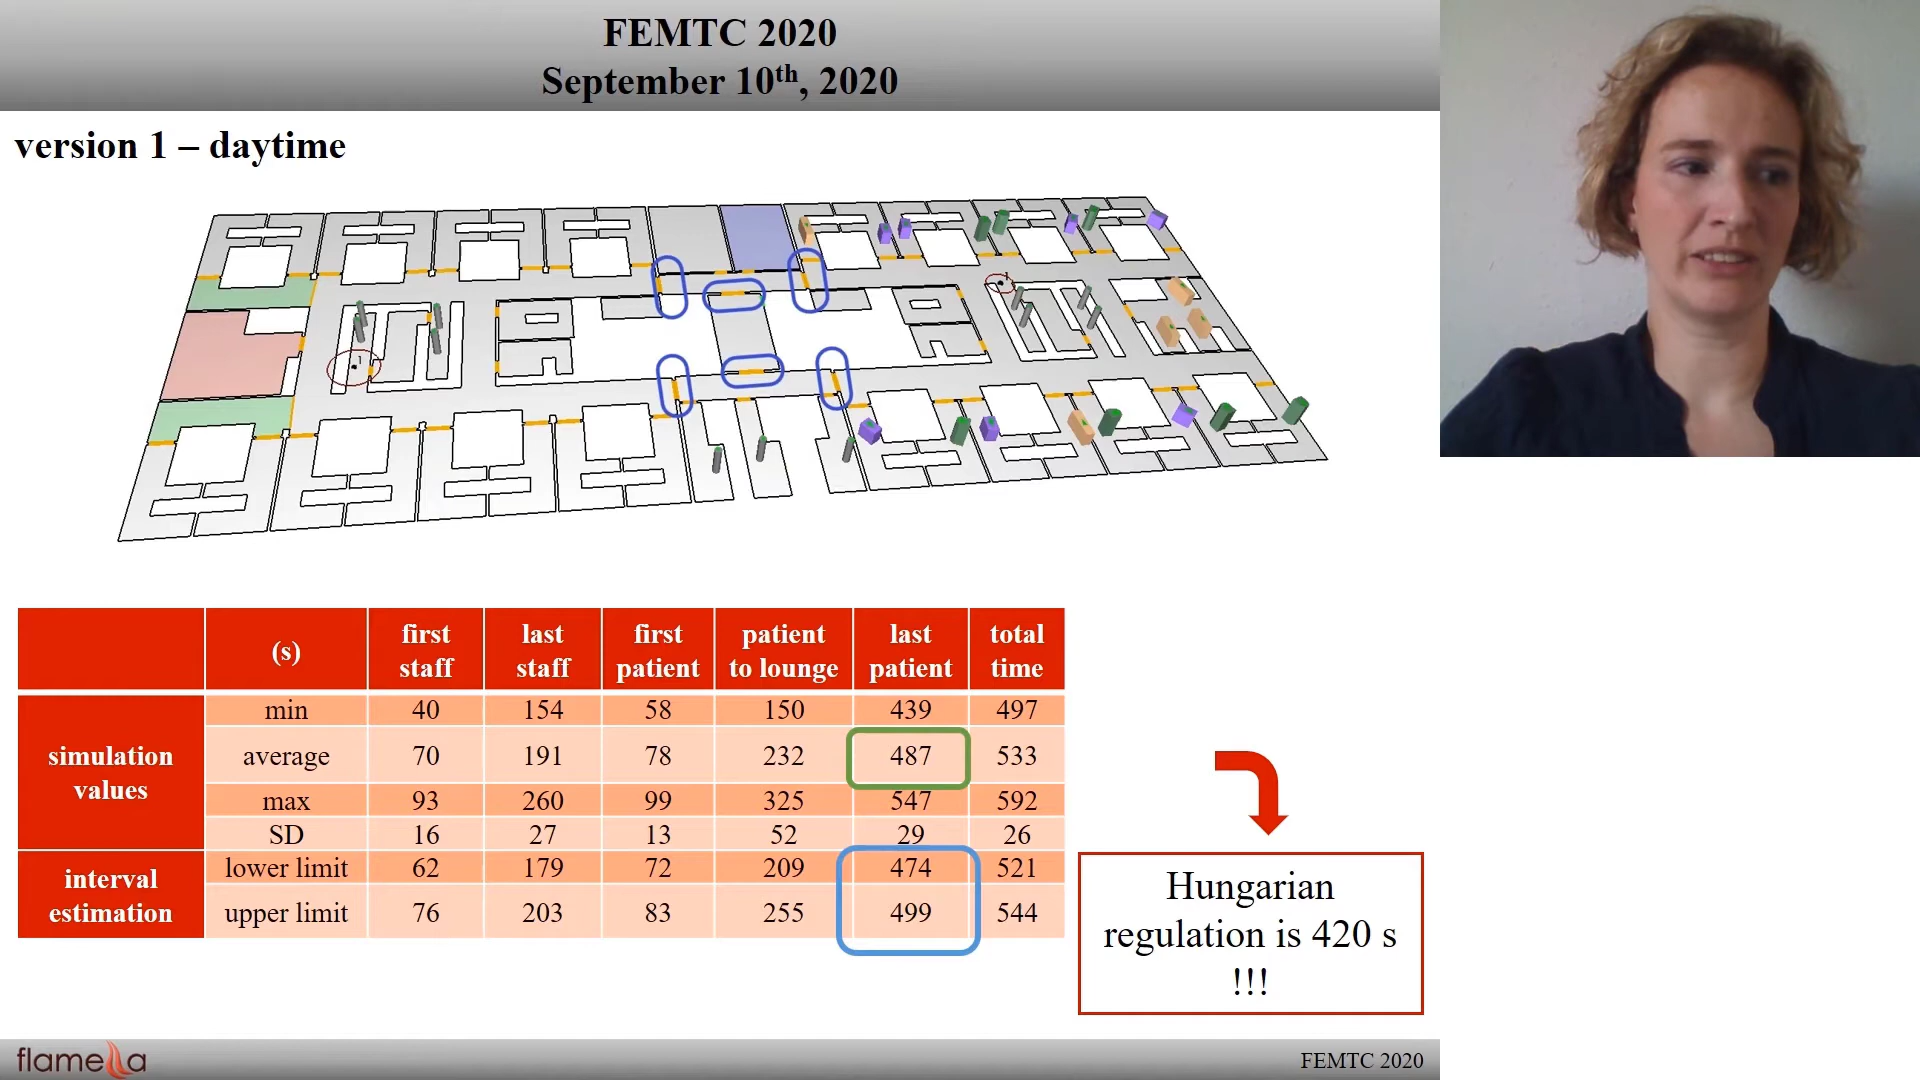 FEMTC 2020
September 10th, 2020
version 1 – daytime
(s) first staff last staff first patient patient to lounge last patient total time
simulation values
min 40 154 58 150 439 497
average 70 191 78 232 487 533
max 93 260 99 325 547 592
SD 16 27 13 52 29 26
interval estimation
lower limit 62 179 72 209 474 521
upper limit 76 203 83 255 499 544
Hungarian
regulation is 420 s
!!!
flamella
FEMTC 2020